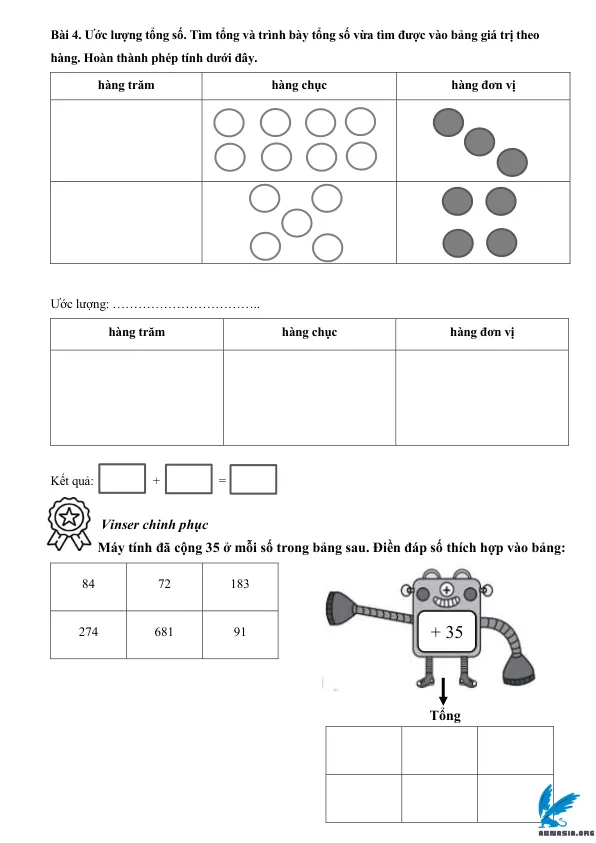 Bài 4. Ước lượng tổng số. Tìm tổng và trình bày tổng số vừa tìm được vào bảng giá trị theo
hàng. Hoàn thành phép tính dưới đây.
hàng trăm hàng chục hàng đơn vị
Ước lượng: ……………………………..
hàng trăm hàng chục hàng đơn vị
Kết quả: + =
Vinser chinh phục
Máy tính đã cộng 35 ở mỗi số trong bảng sau. Điền đáp số thích hợp vào bảng:
84 72 183
274 681 91
+ 35
Tổng
ABMASIA.ORG